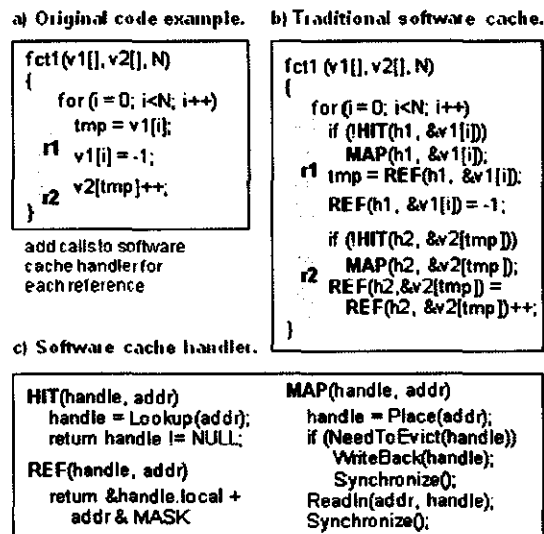 a) Original code example.
fct1 (v1[], v2[], N)
{
for (i = 0; i<N; i++)
tmp = v1[i];
r1 v1[i] = -1;
r2 v2[tmp]++;
}
add calls to software
cache handler for
each reference
b) Traditional software cache.
fct1 (v1[], v2[], N)
{
for (i = 0; i<N; i++)
if (!HIT(h1, &v1[i]))
MAP(h1, &v1[i]);
r1 tmp = REF(h1, &v1[i]);
REF(h1, &v1[i]) = -1;
if (!HIT(h2, &v2[tmp]))
r2 MAP(h2, &v2[tmp]);
REF(h2,&v2[tmp]) =
REF(h2, &v2[tmp])++;
}
c) Software cache handler.
HIT(handle, addr)
handle = Lookup(addr);
return handle != NULL;
REF(handle, addr)
return &handle.local +
addr & MASK
MAP(handle, addr)
handle = Place(addr);
if (NeedToEvict(handle))
WriteBack(handle);
Synchronize();
ReadIn(addr, handle);
Synchronize();